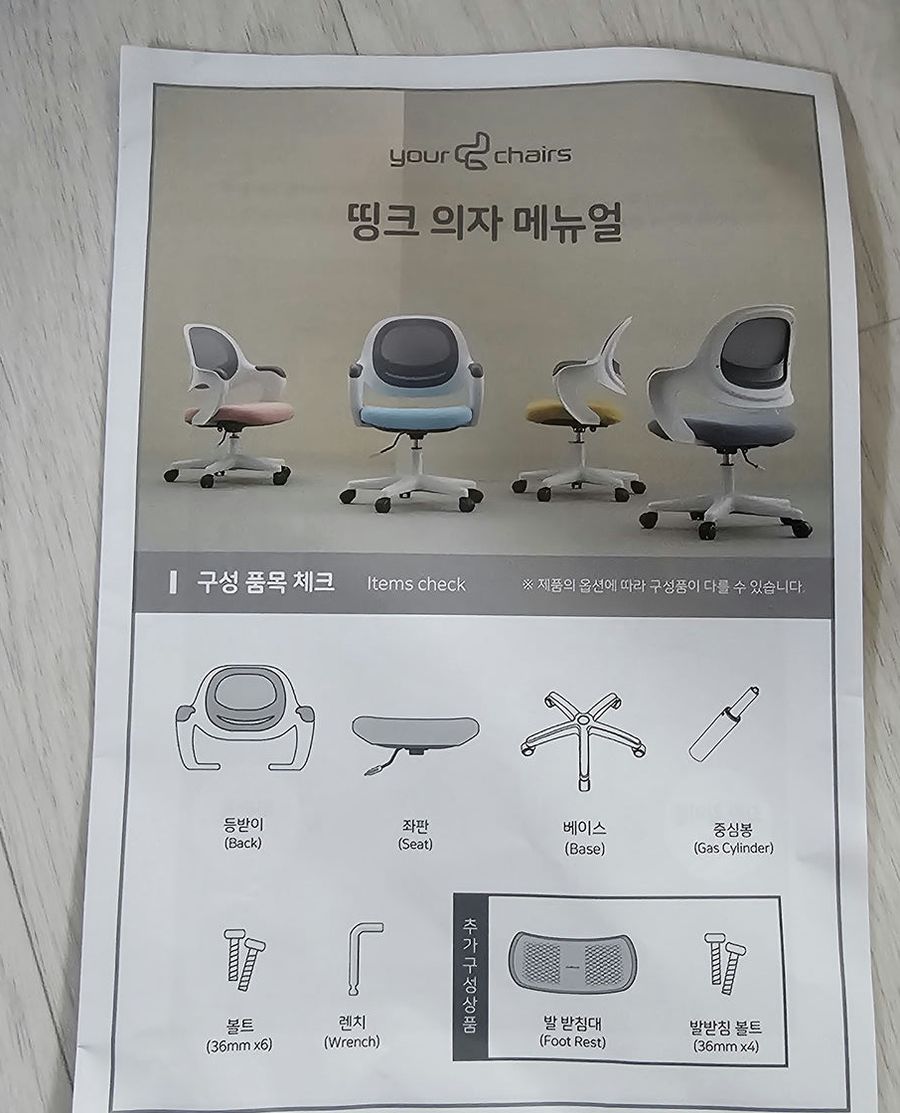 your chairs
띵크 의자 메뉴얼
구성 품목 체크 Items check ※ 제품의 옵션에 따라 구성품이 다를 수 있습니다.
등받이
(Back)
좌판
(Seat)
베이스
(Base)
중심봉
(Gas Cylinder)
볼트
(36mm x6)
렌치
(Wrench)
추가구성상품
발 받침대
(Foot Rest)
발받침 볼트
(36mm x4)